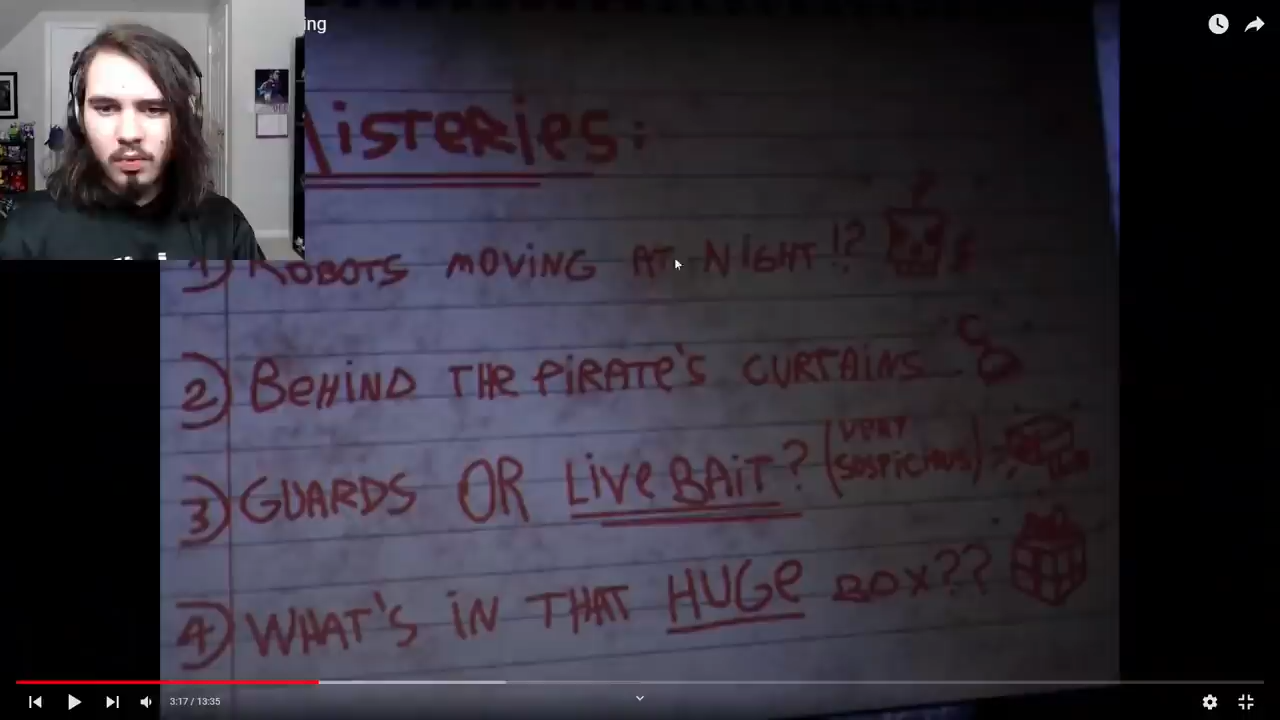 ing
isteries:
1) ROBOTS MOVING AT NIGHT!?
2) BEHIND THE PIRATE'S CURTAINS
3) GUARDS OR LIVE BAIT? (VERY SUSPICIOUS)
4) WHAT'S IN THAT HUGE BOX??
3:17 / 13:35